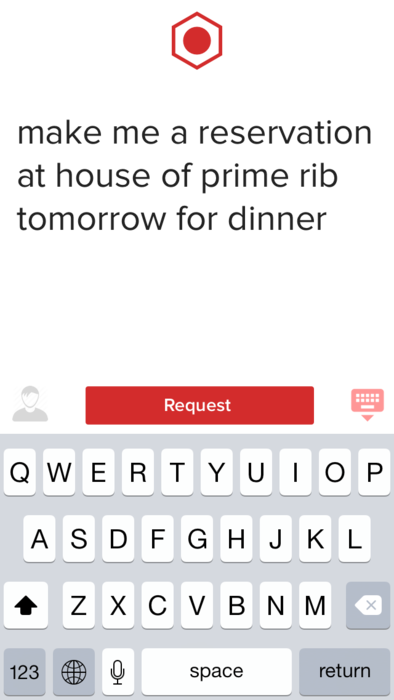 make me a reservation
at house of prime rib
tomorrow for dinner
Request
Q W E R T Y U I O P
A S D F G H J K L
Z X C V B N M
123 space return